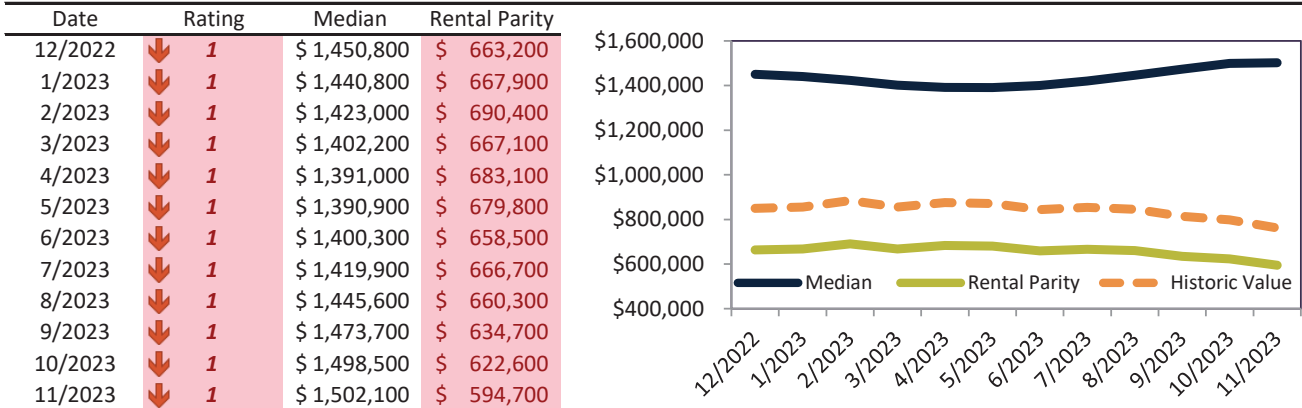 Date Rating Median Rental Parity
12/2022 1 $ 1,450,800 $ 663,200
1/2023 1 $ 1,440,800 $ 667,900
2/2023 1 $ 1,423,000 $ 690,400
3/2023 1 $ 1,402,200 $ 667,100
4/2023 1 $ 1,391,000 $ 683,100
5/2023 1 $ 1,390,900 $ 679,800
6/2023 1 $ 1,400,300 $ 658,500
7/2023 1 $ 1,419,900 $ 666,700
8/2023 1 $ 1,445,600 $ 660,300
9/2023 1 $ 1,473,700 $ 634,700
10/2023 1 $ 1,498,500 $ 622,600
11/2023 1 $ 1,502,100 $ 594,700
$1,600,000
$1,400,000
$1,200,000
$1,000,000
$800,000
$600,000
$400,000
Median Rental Parity Historic Value
12/2022 1/2023 2/2023 3/2023 4/2023 5/2023 6/2023 7/2023 8/2023 9/2023 10/2023 11/2023